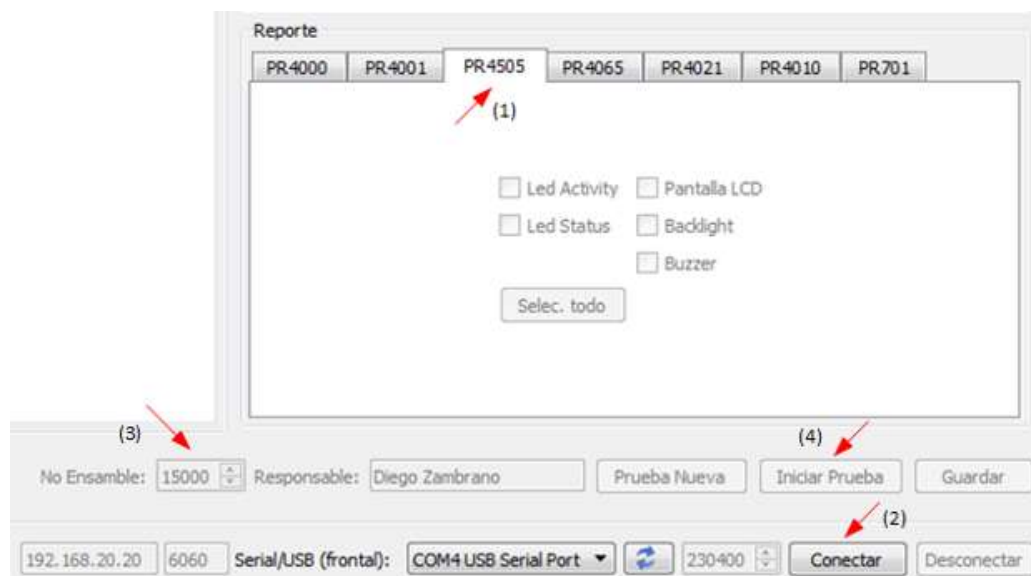 Reporte
PR4000 PR4001 PR4505 PR4065 PR4021 PR4010 PR701
(1)
Led Activity Pantalla LCD
Led Status Backlight
Buzzer
Selec. todo
(3) (4)
No Ensamble: 15000 Responsable: Diego Zambrano Prueba Nueva Iniciar Prueba Guardar
(2)
192.168.20.20 6060 Serial/USB (frontal): COM4 USB Serial Port 230400 Conectar Desconectar